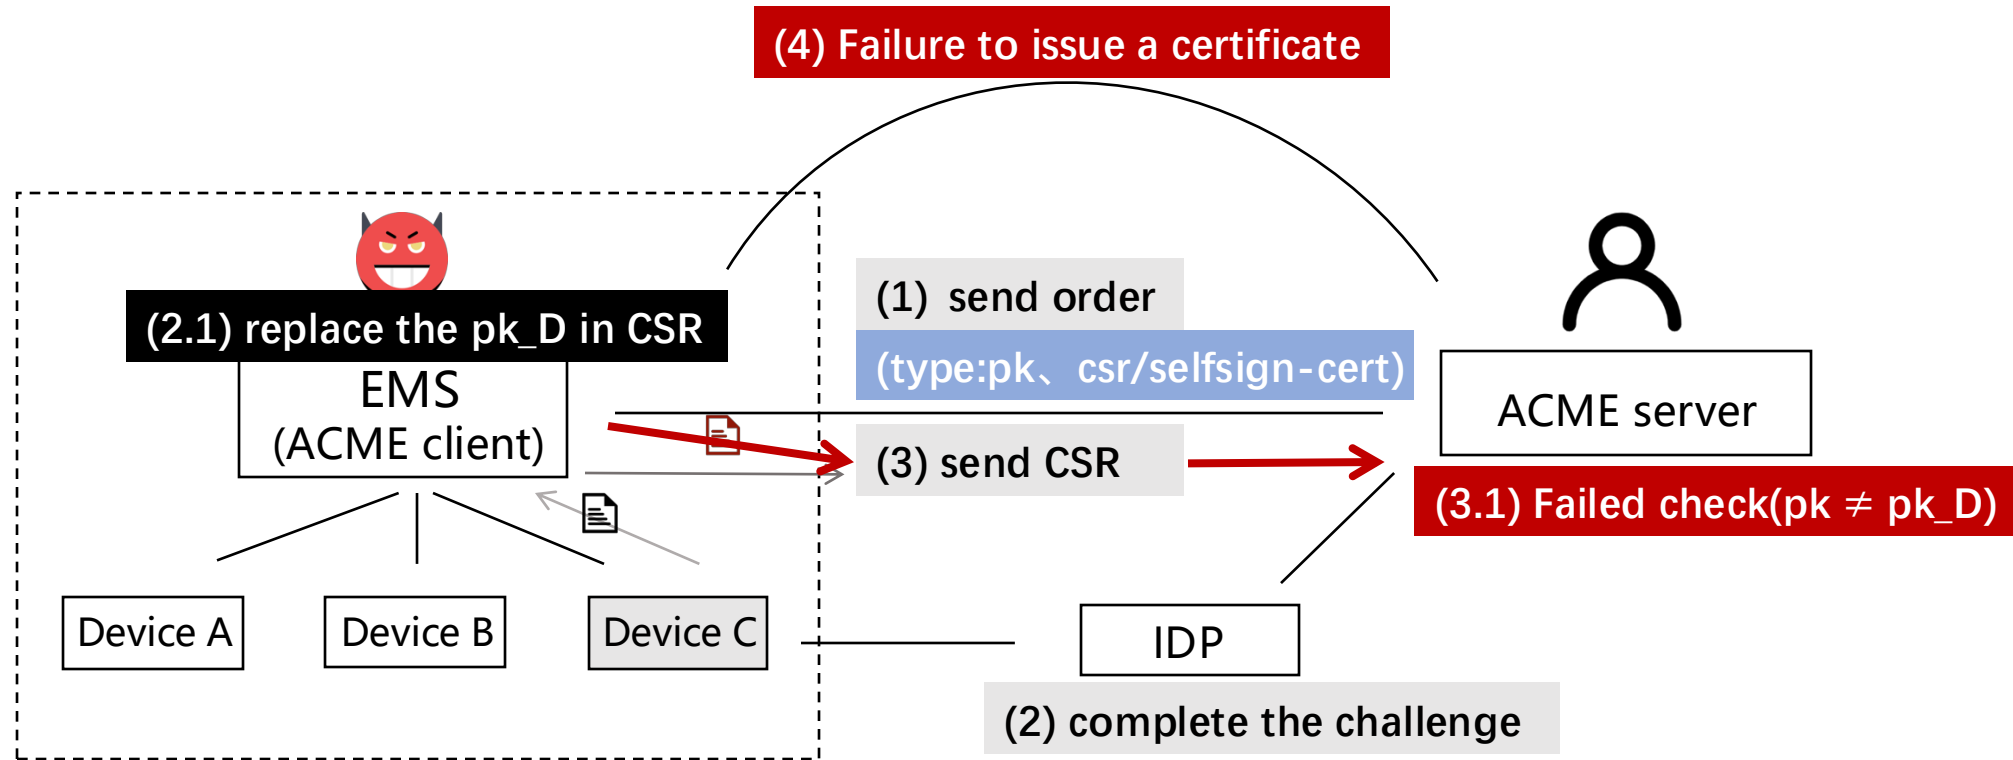 (4) Failure to issue a certificate
(1) send order
(2.1) replace the pk_D in CSR
(type:pk、csr/selfsign-cert)
EMS
(ACME client)
ACME server
(3) send CSR
(3.1) Failed check(pk ≠ pk_D)
Device A
Device B
Device C
IDP
(2) complete the challenge